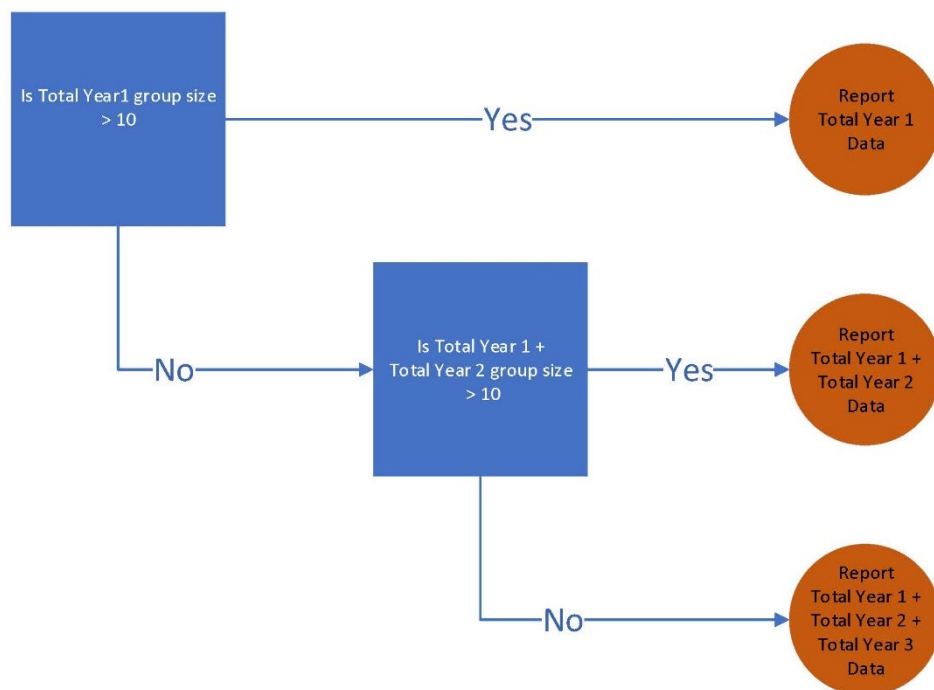 Is Total Year1 group size
> 10
Yes
Report
Total Year 1
Data
No
Is Total Year 1 +
Total Year 2 group size
> 10
Yes
Report
Total Year 1 +
Total Year 2
Data
No
Report
Total Year 1 +
Total Year 2 +
Total Year 3
Data